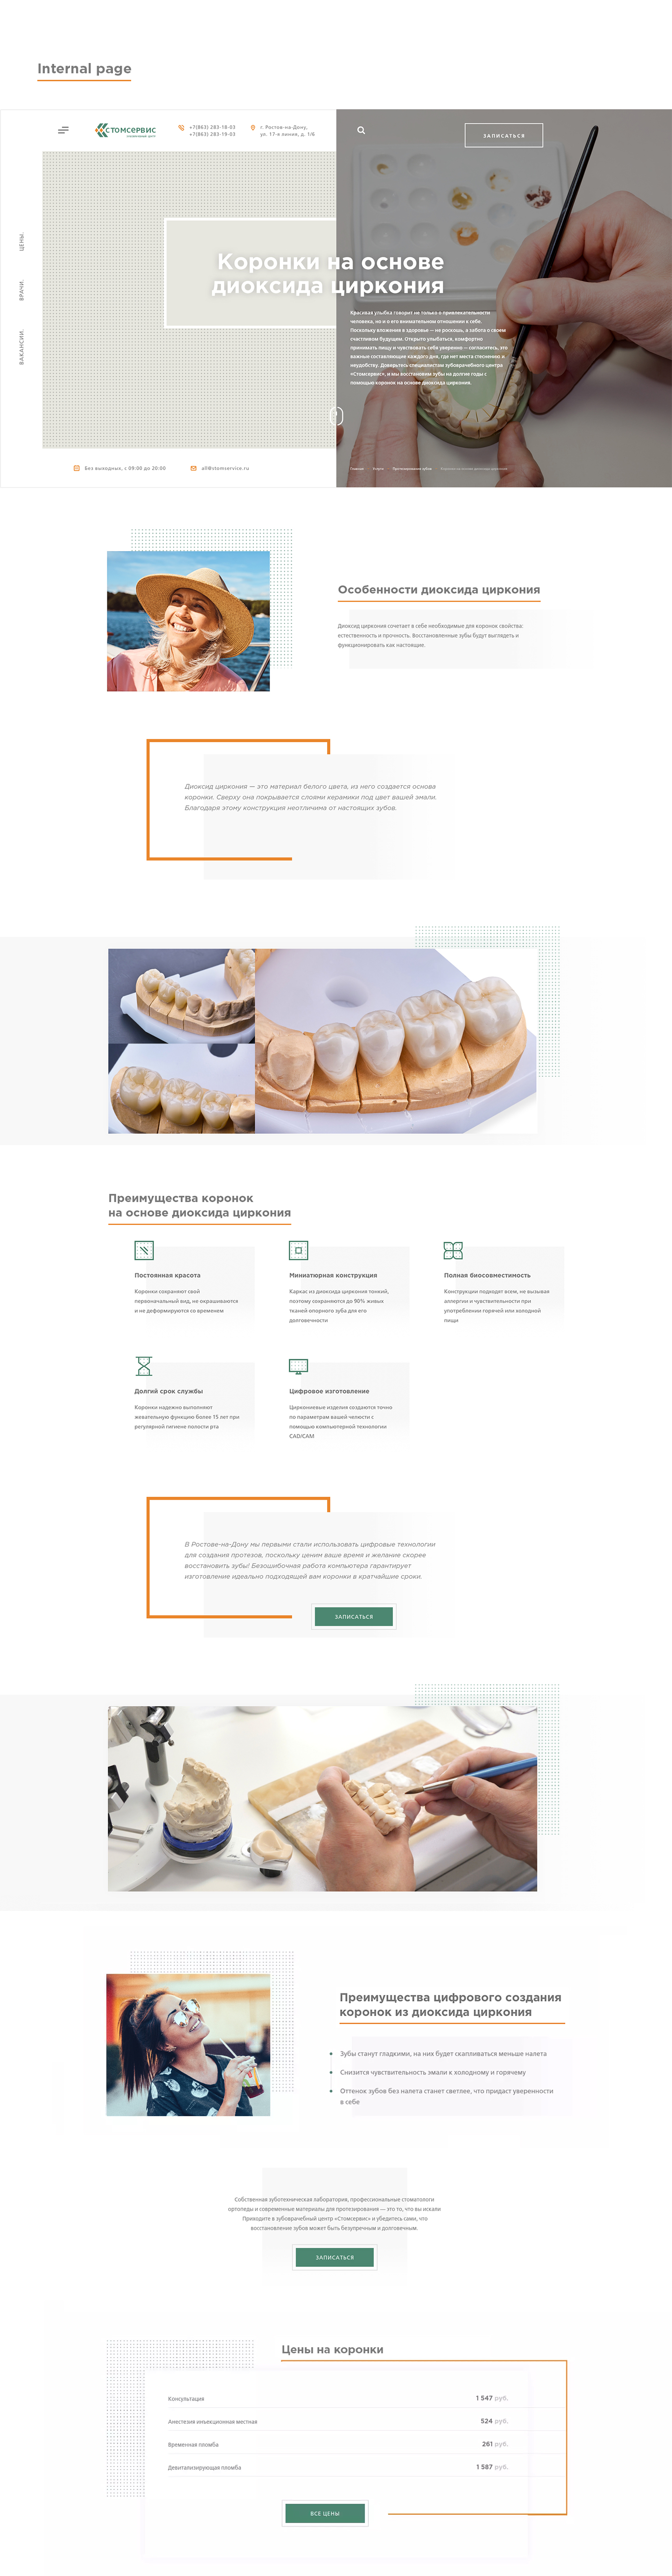 Internal page
СТОМСЕРВИС
+7(863) 283-18-03
+7(863) 283-19-03
г. Ростов-на-Дону,
ул. 17-я линия, д. 1/6
ЗАПИСАТЬСЯ
ЦЕНЫ.
ВРАЧИ.
ВАКАНСИИ.
Коронки на основе
диоксида циркония
Красивая улыбка говорит не только о привлекательности
человека, но и о его внимательном отношении к себе.
Поскольку вложения в здоровье — не роскошь, а забота о своем
счастливом будущем. Открыто улыбаться, комфортно
принимать пищу и чувствовать себя уверенно — согласитесь, это
важные составляющие каждого дня, где нет места стеснению и
неудобству. Доверьтесь специалистам зубоврачебного центра
«Стомсервис», и мы восстановим зубы на долгие годы с
помощью коронок на основе диоксида циркония.
Без выходных, с 09:00 до 20:00
all@stomservice.ru
Главная Услуги Протезирование зубов Коронки на основе диоксида циркония
Особенности диоксида циркония
Диоксид циркония сочетает в себе необходимые для коронок свойства:
естественность и прочность. Восстановленные зубы будут выглядеть и
функционировать как настоящие.
Диоксид циркония — это материал белого цвета, из него создается основа
коронки. Сверху она покрывается слоями керамики под цвет вашей эмали.
Благодаря этому конструкция неотличима от настоящих зубов.
Преимущества коронок
на основе диоксида циркония
Постоянная красота
Коронки сохраняют свой
первоначальный вид, не окрашиваются
и не деформируются со временем
Миниатюрная конструкция
Каркас из диоксида циркония тонкий,
поэтому сохраняются до 90% живых
тканей опорного зуба для его
долговечности
Полная биосовместимость
Конструкции подходят всем, не вызывая
аллергии и чувствительности при
употреблении горячей или холодной
пищи
Долгий срок службы
Коронки надежно выполняют
жевательную функцию более 15 лет при
регулярной гигиене полости рта
Цифровое изготовление
Циркониевые изделия создаются точно
по параметрам вашей челюсти с
помощью компьютерной технологии
CAD/CAM
В Ростове-на-Дону мы первыми стали использовать цифровые технологии
для создания протезов, поскольку ценим ваше время и желание скорее
восстановить зубы! Безошибочная работа компьютера гарантирует
изготовление идеально подходящей вам коронки в кратчайшие сроки.
ЗАПИСАТЬСЯ
Преимущества цифрового создания
коронок из диоксида циркония
Зубы станут гладкими, на них будет скапливаться меньше налета
Снизится чувствительность эмали к холодному и горячему
Оттенок зубов без налета станет светлее, что придаст уверенности
в себе
Собственная зуботехническая лаборатория, профессиональные стоматологи
ортопеды и современные материалы для протезирования — это то, что вы искали
Приходите в зубоврачебный центр «Стомсервис» и убедитесь сами, что
восстановление зубов может быть безупречным и долговечным.
ЗАПИСАТЬСЯ
Цены на коронки
Консультация 1 547 руб.
Анестезия инъекционная местная 524 руб.
Временная пломба 261 руб.
Девитализирующая пломба 1 587 руб.
ВСЕ ЦЕНЫ